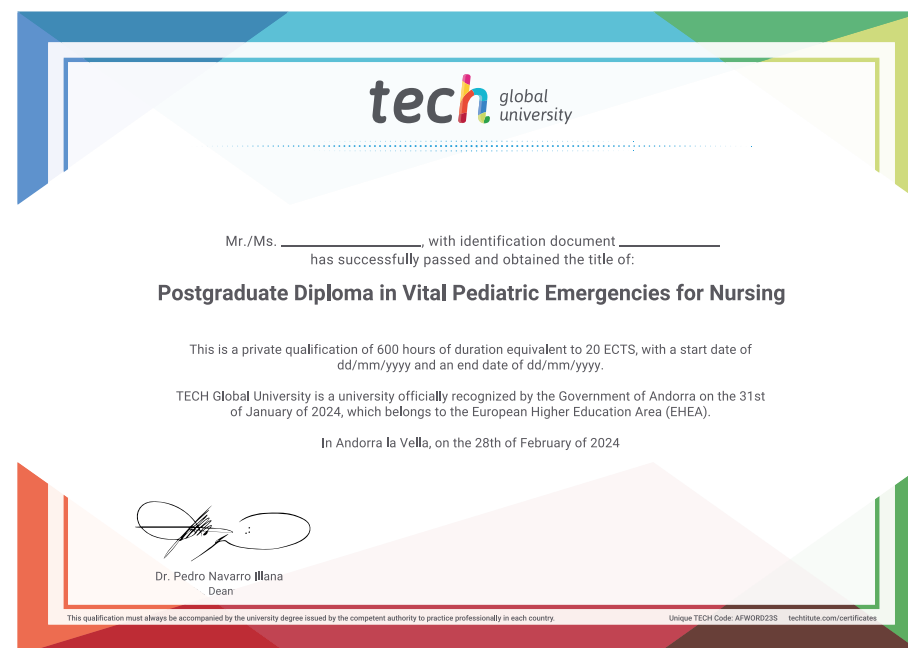 tech global university
Mr./Ms. ____________________, with identification document ______________
has successfully passed and obtained the title of:
Postgraduate Diploma in Vital Pediatric Emergencies for Nursing
This is a private qualification of 600 hours of duration equivalent to 20 ECTS, with a start date of
dd/mm/yyyy and an end date of dd/mm/yyyy.
TECH Global University is a university officially recognized by the Government of Andorra on the 31st
of January of 2024, which belongs to the European Higher Education Area (EHEA).
In Andorra la Vella, on the 28th of February of 2024
Dr. Pedro Navarro Illana
Dean
This qualification must always be accompanied by the university degree issued by the competent authority to practice professionally in each country.
Unique TECH Code: AFWORD23S techtitute.com/certificates